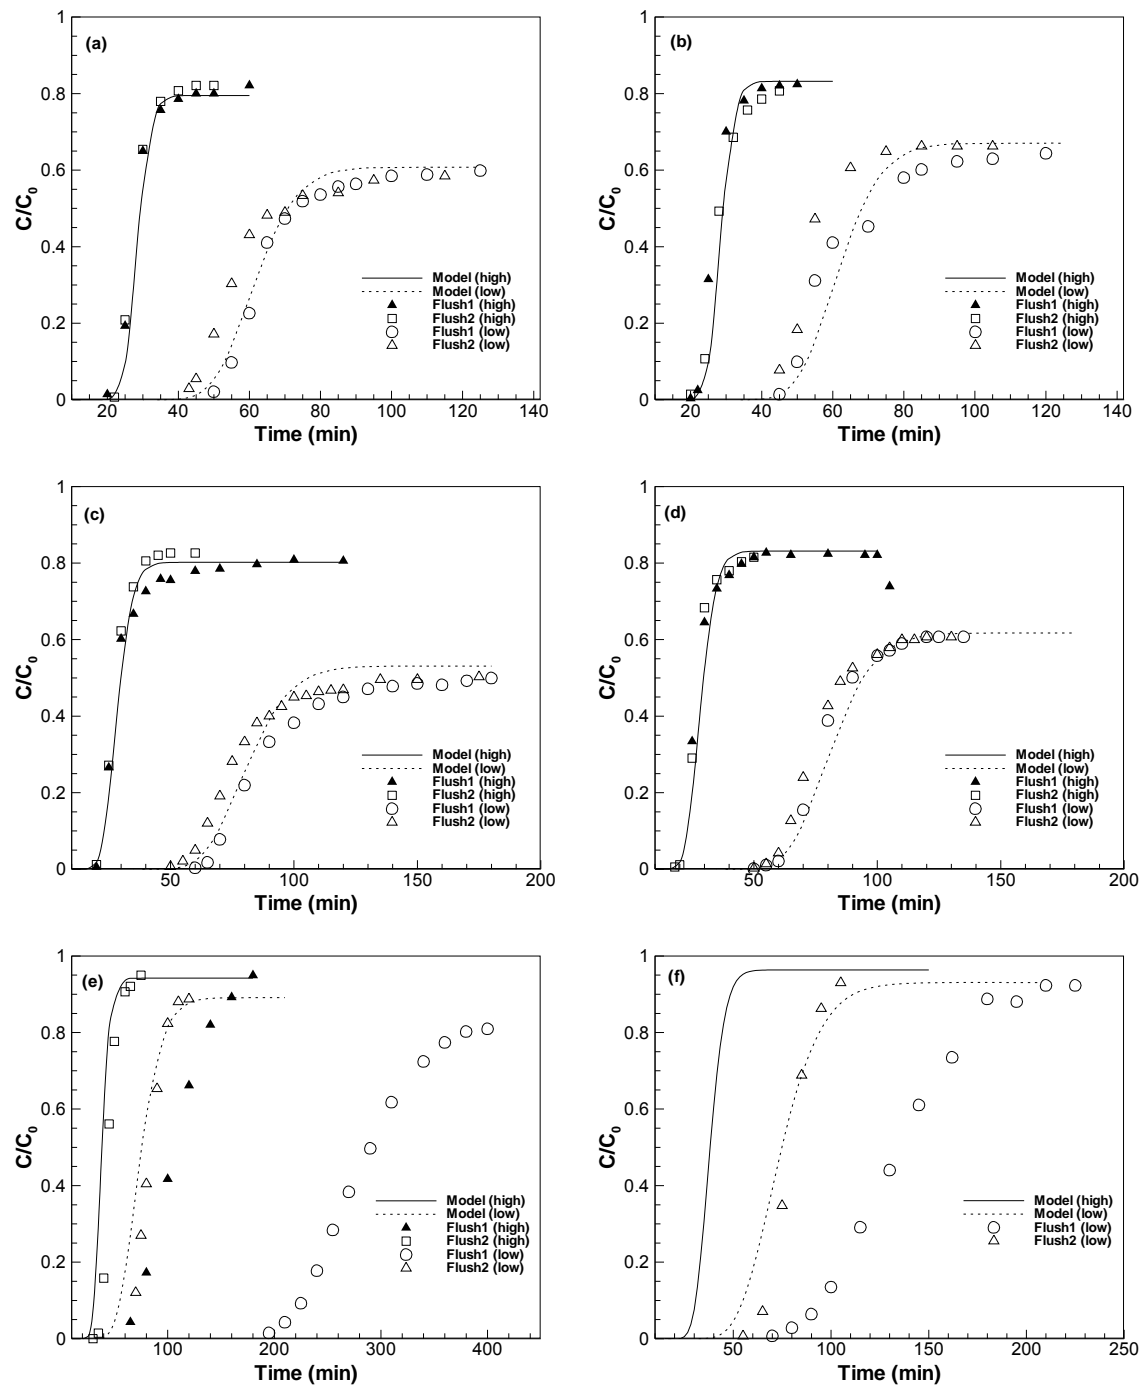 (a)
C/C0
1
0.8
0.6
0.4
0.2
0
20 40 60 80 100 120 140
Time (min)
Model (high)
Model (low)
Flush1 (high)
Flush2 (high)
Flush1 (low)
Flush2 (low)
(b)
C/C0
1
0.8
0.6
0.4
0.2
0
20 40 60 80 100 120 140
Time (min)
Model (high)
Model (low)
Flush1 (high)
Flush2 (high)
Flush1 (low)
Flush2 (low)
(c)
C/C0
1
0.8
0.6
0.4
0.2
0
50 100 150 200
Time (min)
Model (high)
Model (low)
Flush1 (high)
Flush2 (high)
Flush1 (low)
Flush2 (low)
(d)
C/C0
1
0.8
0.6
0.4
0.2
0
50 100 150 200
Time (min)
Model (high)
Model (low)
Flush1 (high)
Flush2 (high)
Flush1 (low)
Flush2 (low)
(e)
C/C0
1
0.8
0.6
0.4
0.2
0
100 200 300 400
Time (min)
Model (high)
Model (low)
Flush1 (high)
Flush2 (high)
Flush1 (low)
Flush2 (low)
(f)
C/C0
1
0.8
0.6
0.4
0.2
0
50 100 150 200 250
Time (min)
Model (high)
Model (low)
Flush1 (low)
Flush2 (low)